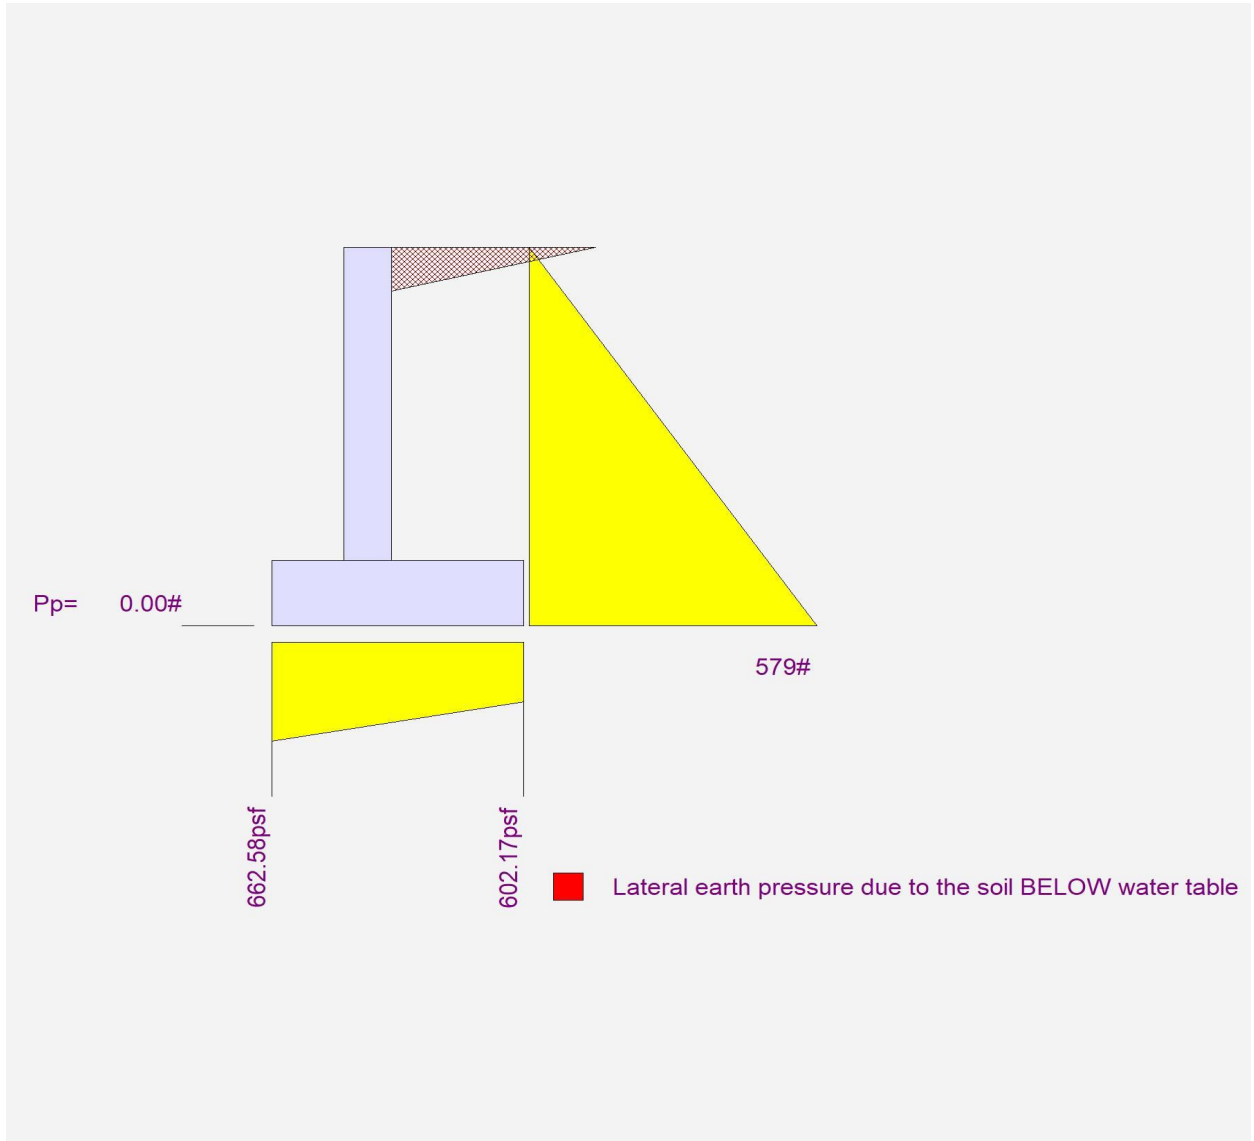 Pp= 0.00#
579#
662.58psf
602.17psf
Lateral earth pressure due to the soil BELOW water table